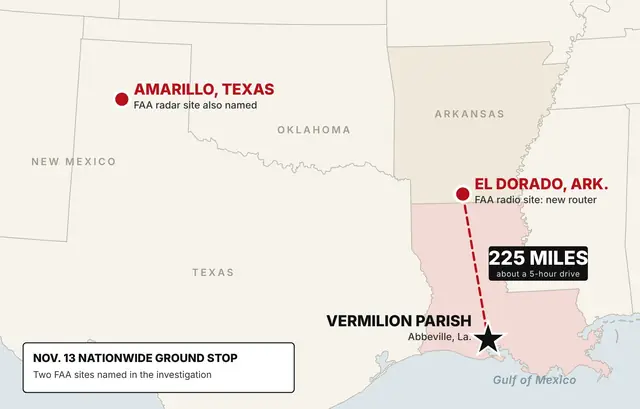 AMARILLO, TEXAS
FAA radar site also named
ARKANSAS
OKLAHOMA
NEW MEXICO
EL DORADO, ARK.
FAA radio site: new router
225 MILES
about a 5-hour drive
TEXAS
VERMILION PARISH
Abbeville, La.
NOV. 13 NATIONWIDE GROUND STOP
Two FAA sites named in the investigation
Gulf of Mexico